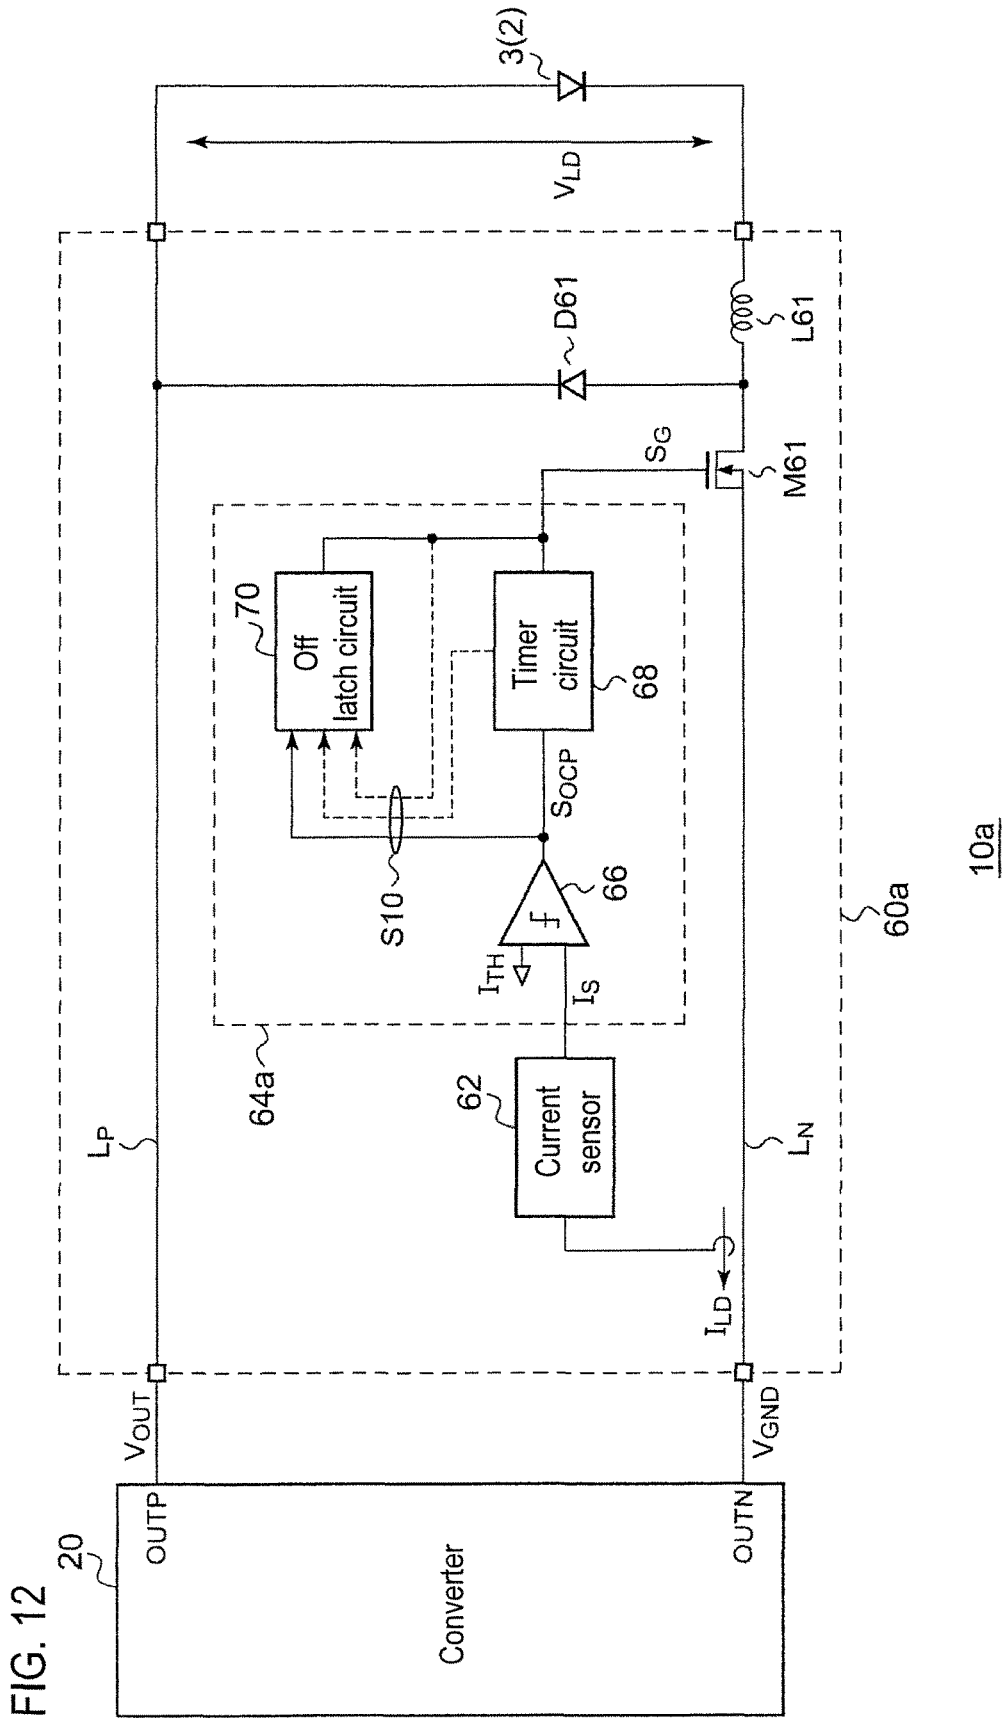 FIG. 12
20
Converter
OUTP
OUTN
VOUT
VGND
LP
LN
ILD
62
Current
sensor
64a
ITH
IS
66
S10
SOCP
70
Off
latch circuit
Timer
circuit
68
SG
M61
D61
L61
VLD
3(2)
60a
10a